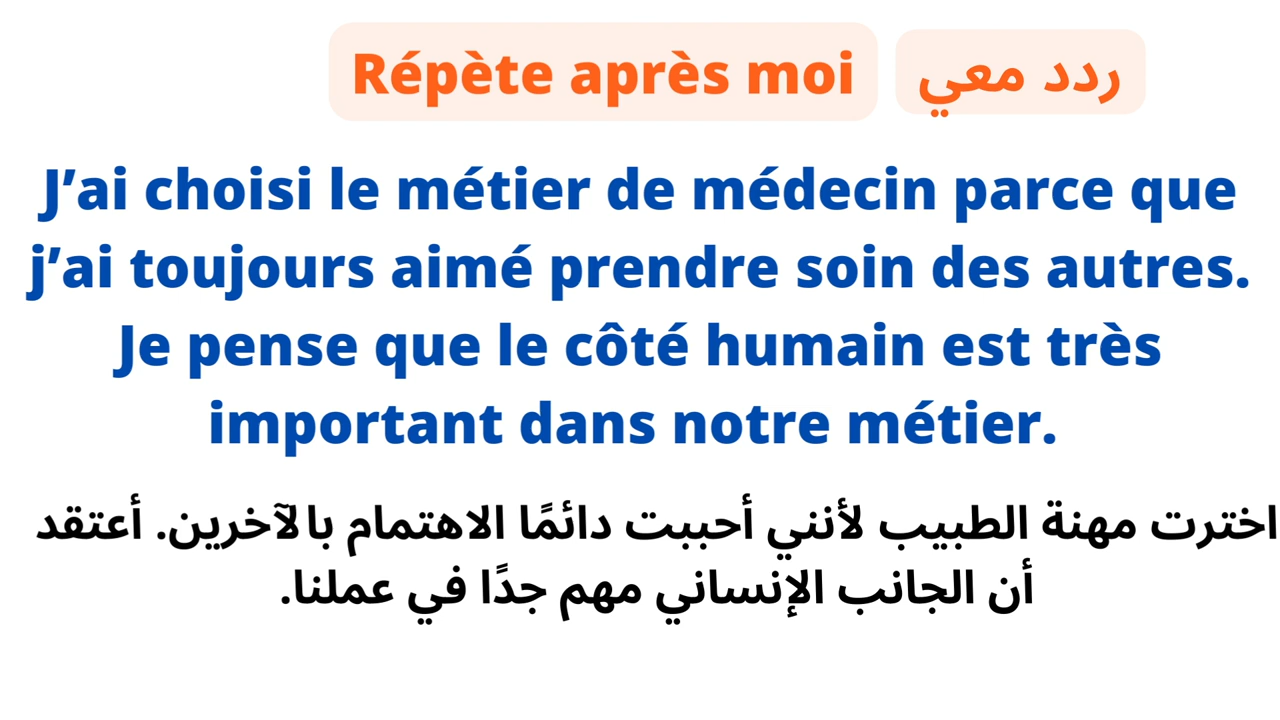 Répète après moi ردد معي
J’ai choisi le métier de médecin parce que
j’ai toujours aimé prendre soin des autres.
Je pense que le côté humain est très
important dans notre métier.
اخترت مهنة الطبيب لأنني أحببت دائمًا الاهتمام بالآخرين. أعتقد
أن الجانب الإنساني مهم جدًا في عملنا.